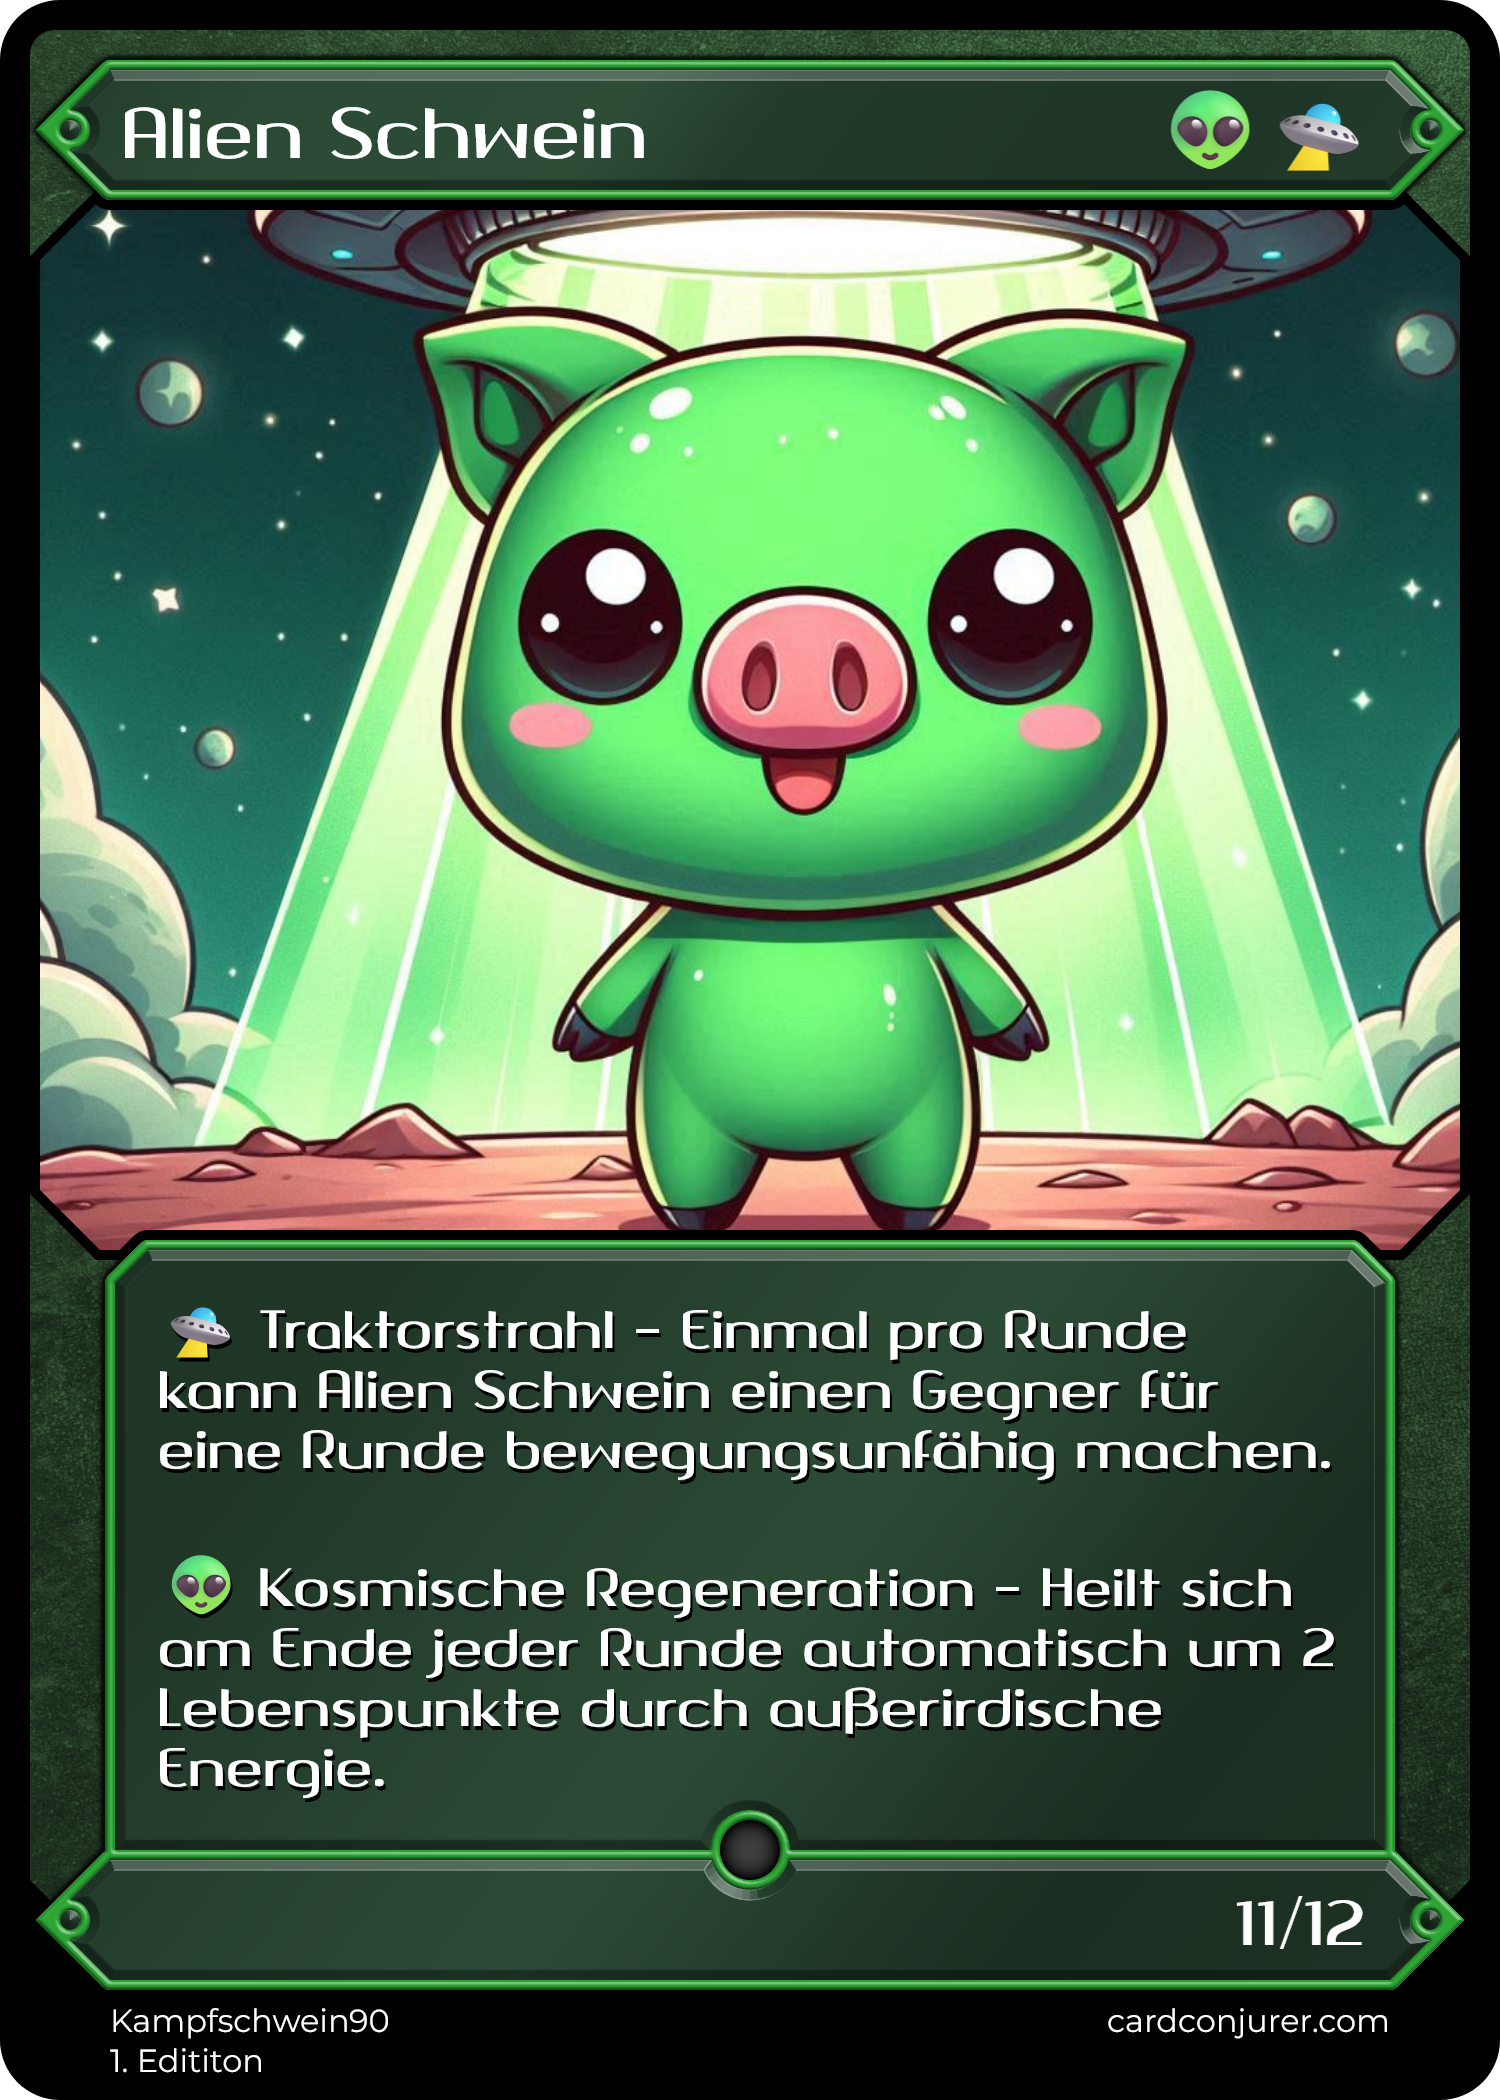 Alien Schwein
Traktorstrahl - Einmal pro Runde
kann Alien Schwein einen Gegner für
eine Runde bewegungsunfähig machen.
Kosmische Regeneration - Heilt sich
am Ende jeder Runde automatisch um 2
Lebenspunkte durch außerirdische
Energie.
11/12
Kampfschwein90
cardconjurer.com
1. Edititon